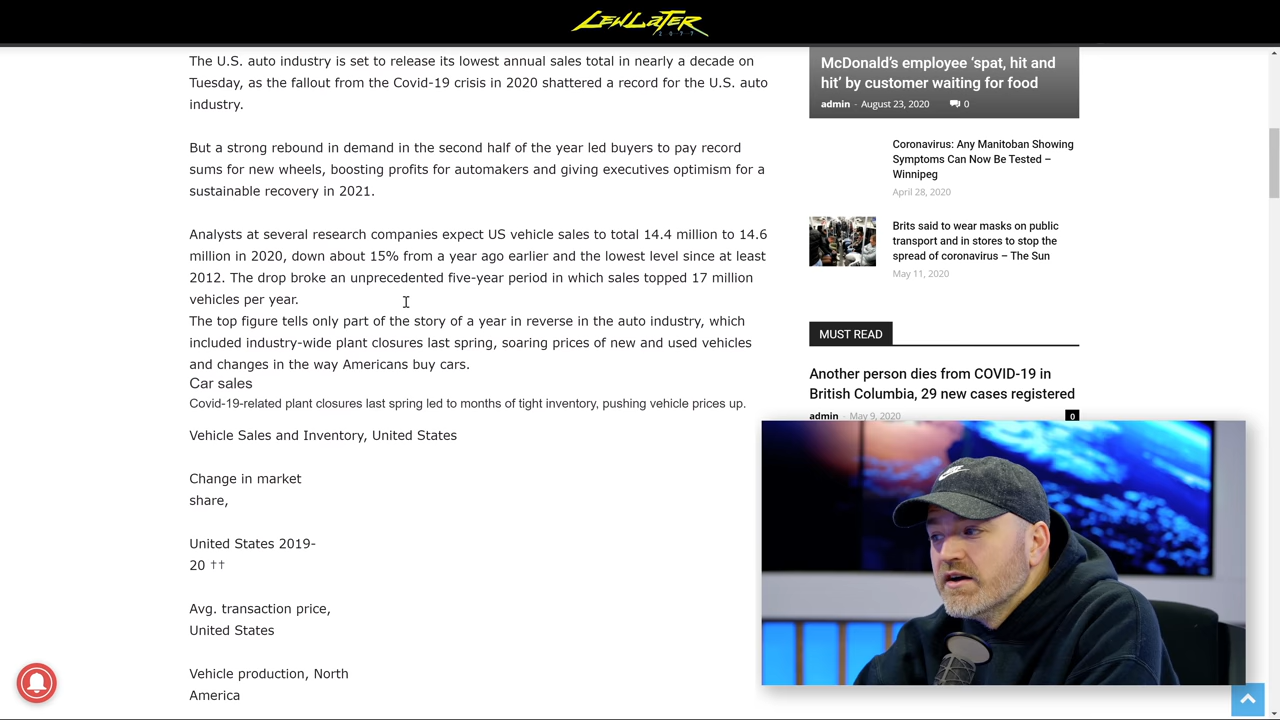 LEWLATER
2077
The U.S. auto industry is set to release its lowest annual sales total in nearly a decade on
Tuesday, as the fallout from the Covid-19 crisis in 2020 shattered a record for the U.S. auto
industry.
But a strong rebound in demand in the second half of the year led buyers to pay record
sums for new wheels, boosting profits for automakers and giving executives optimism for a
sustainable recovery in 2021.
Analysts at several research companies expect US vehicle sales to total 14.4 million to 14.6
million in 2020, down about 15% from a year ago earlier and the lowest level since at least
2012. The drop broke an unprecedented five-year period in which sales topped 17 million
vehicles per year.
The top figure tells only part of the story of a year in reverse in the auto industry, which
included industry-wide plant closures last spring, soaring prices of new and used vehicles
and changes in the way Americans buy cars.
Car sales
Covid-19-related plant closures last spring led to months of tight inventory, pushing vehicle prices up.
Vehicle Sales and Inventory, United States
Change in market
share,
United States 2019-
20 ††
Avg. transaction price,
United States
Vehicle production, North
America
McDonald's employee ‘spat, hit and
hit’ by customer waiting for food
admin - August 23, 2020 0
Coronavirus: Any Manitoban Showing
Symptoms Can Now Be Tested –
Winnipeg
April 28, 2020
Brits said to wear masks on public
transport and in stores to stop the
spread of coronavirus – The Sun
May 11, 2020
MUST READ
Another person dies from COVID-19 in
British Columbia, 29 new cases registered
admin - May 9, 2020 0